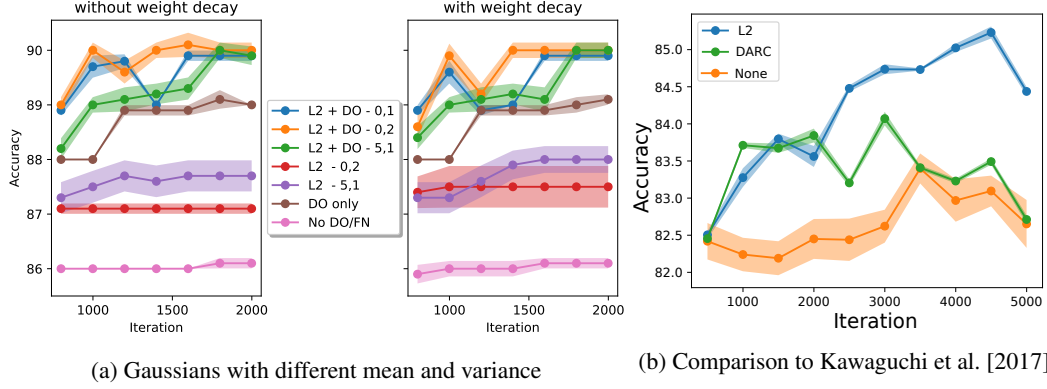 without weight decay
with weight decay
90
89
88
87
86
Accuracy
1000
1500
2000
Iteration
L2 + DO - 0,1
L2 + DO - 0,2
L2 + DO - 5,1
L2 - 0,2
L2 - 5,1
DO only
No DO/FN
1000
1500
2000
Iteration
(a) Gaussians with different mean and variance
L2
DARC
None
85.0
84.5
84.0
83.5
83.0
82.5
82.0
Accuracy
1000
2000
3000
4000
5000
Iteration
(b) Comparison to Kawaguchi et al. [2017]